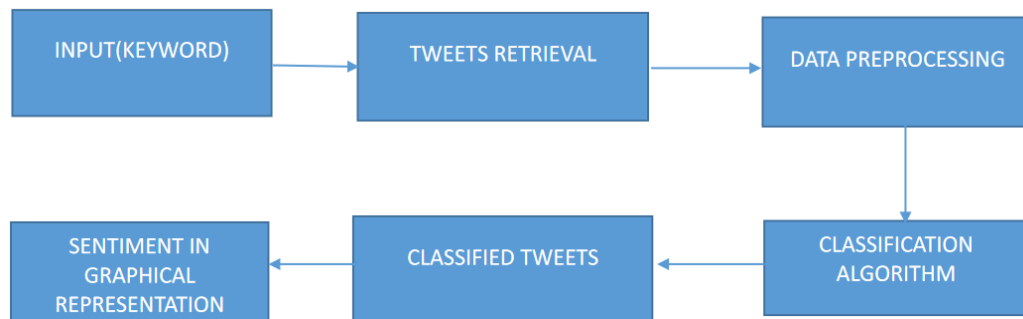 INPUT(KEYWORD)
TWEETS RETRIEVAL
DATA PREPROCESSING
CLASSIFICATION
ALGORITHM
CLASSIFIED TWEETS
SENTIMENT IN
GRAPHICAL
REPRESENTATION